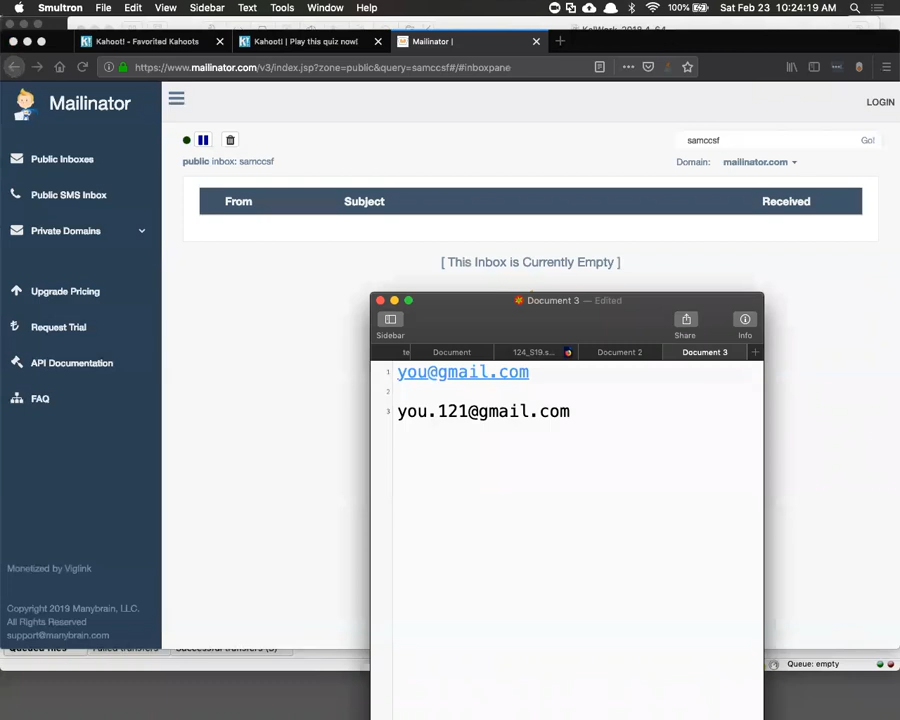 Smultron File Edit View Sidebar Text Tools Window Help 100% Sat Feb 23 10:24:19 AM
Kahoot! - Favorited Kahoots Kahoot! | Play this quiz now! Mailinator |
https://www.mailinator.com/v3/index.jsp?zone=public&query=samccsf#/#inboxpane
Mailinator
LOGIN
samccsf Go!
public inbox: samccsf
Domain: mailinator.com
Public Inboxes
Public SMS Inbox
Private Domains
Upgrade Pricing
Request Trial
API Documentation
FAQ
From Subject Received
[ This Inbox is Currently Empty ]
Document 3 — Edited
Sidebar Share Info
te Document 124_S19.s... Document 2 Document 3
1 you@gmail.com
2
3 you.121@gmail.com
Monetized by Viglink
Copyright 2019 Manybrain, LLC.
All Rights Reserved
support@manybrain.com
Queue: empty